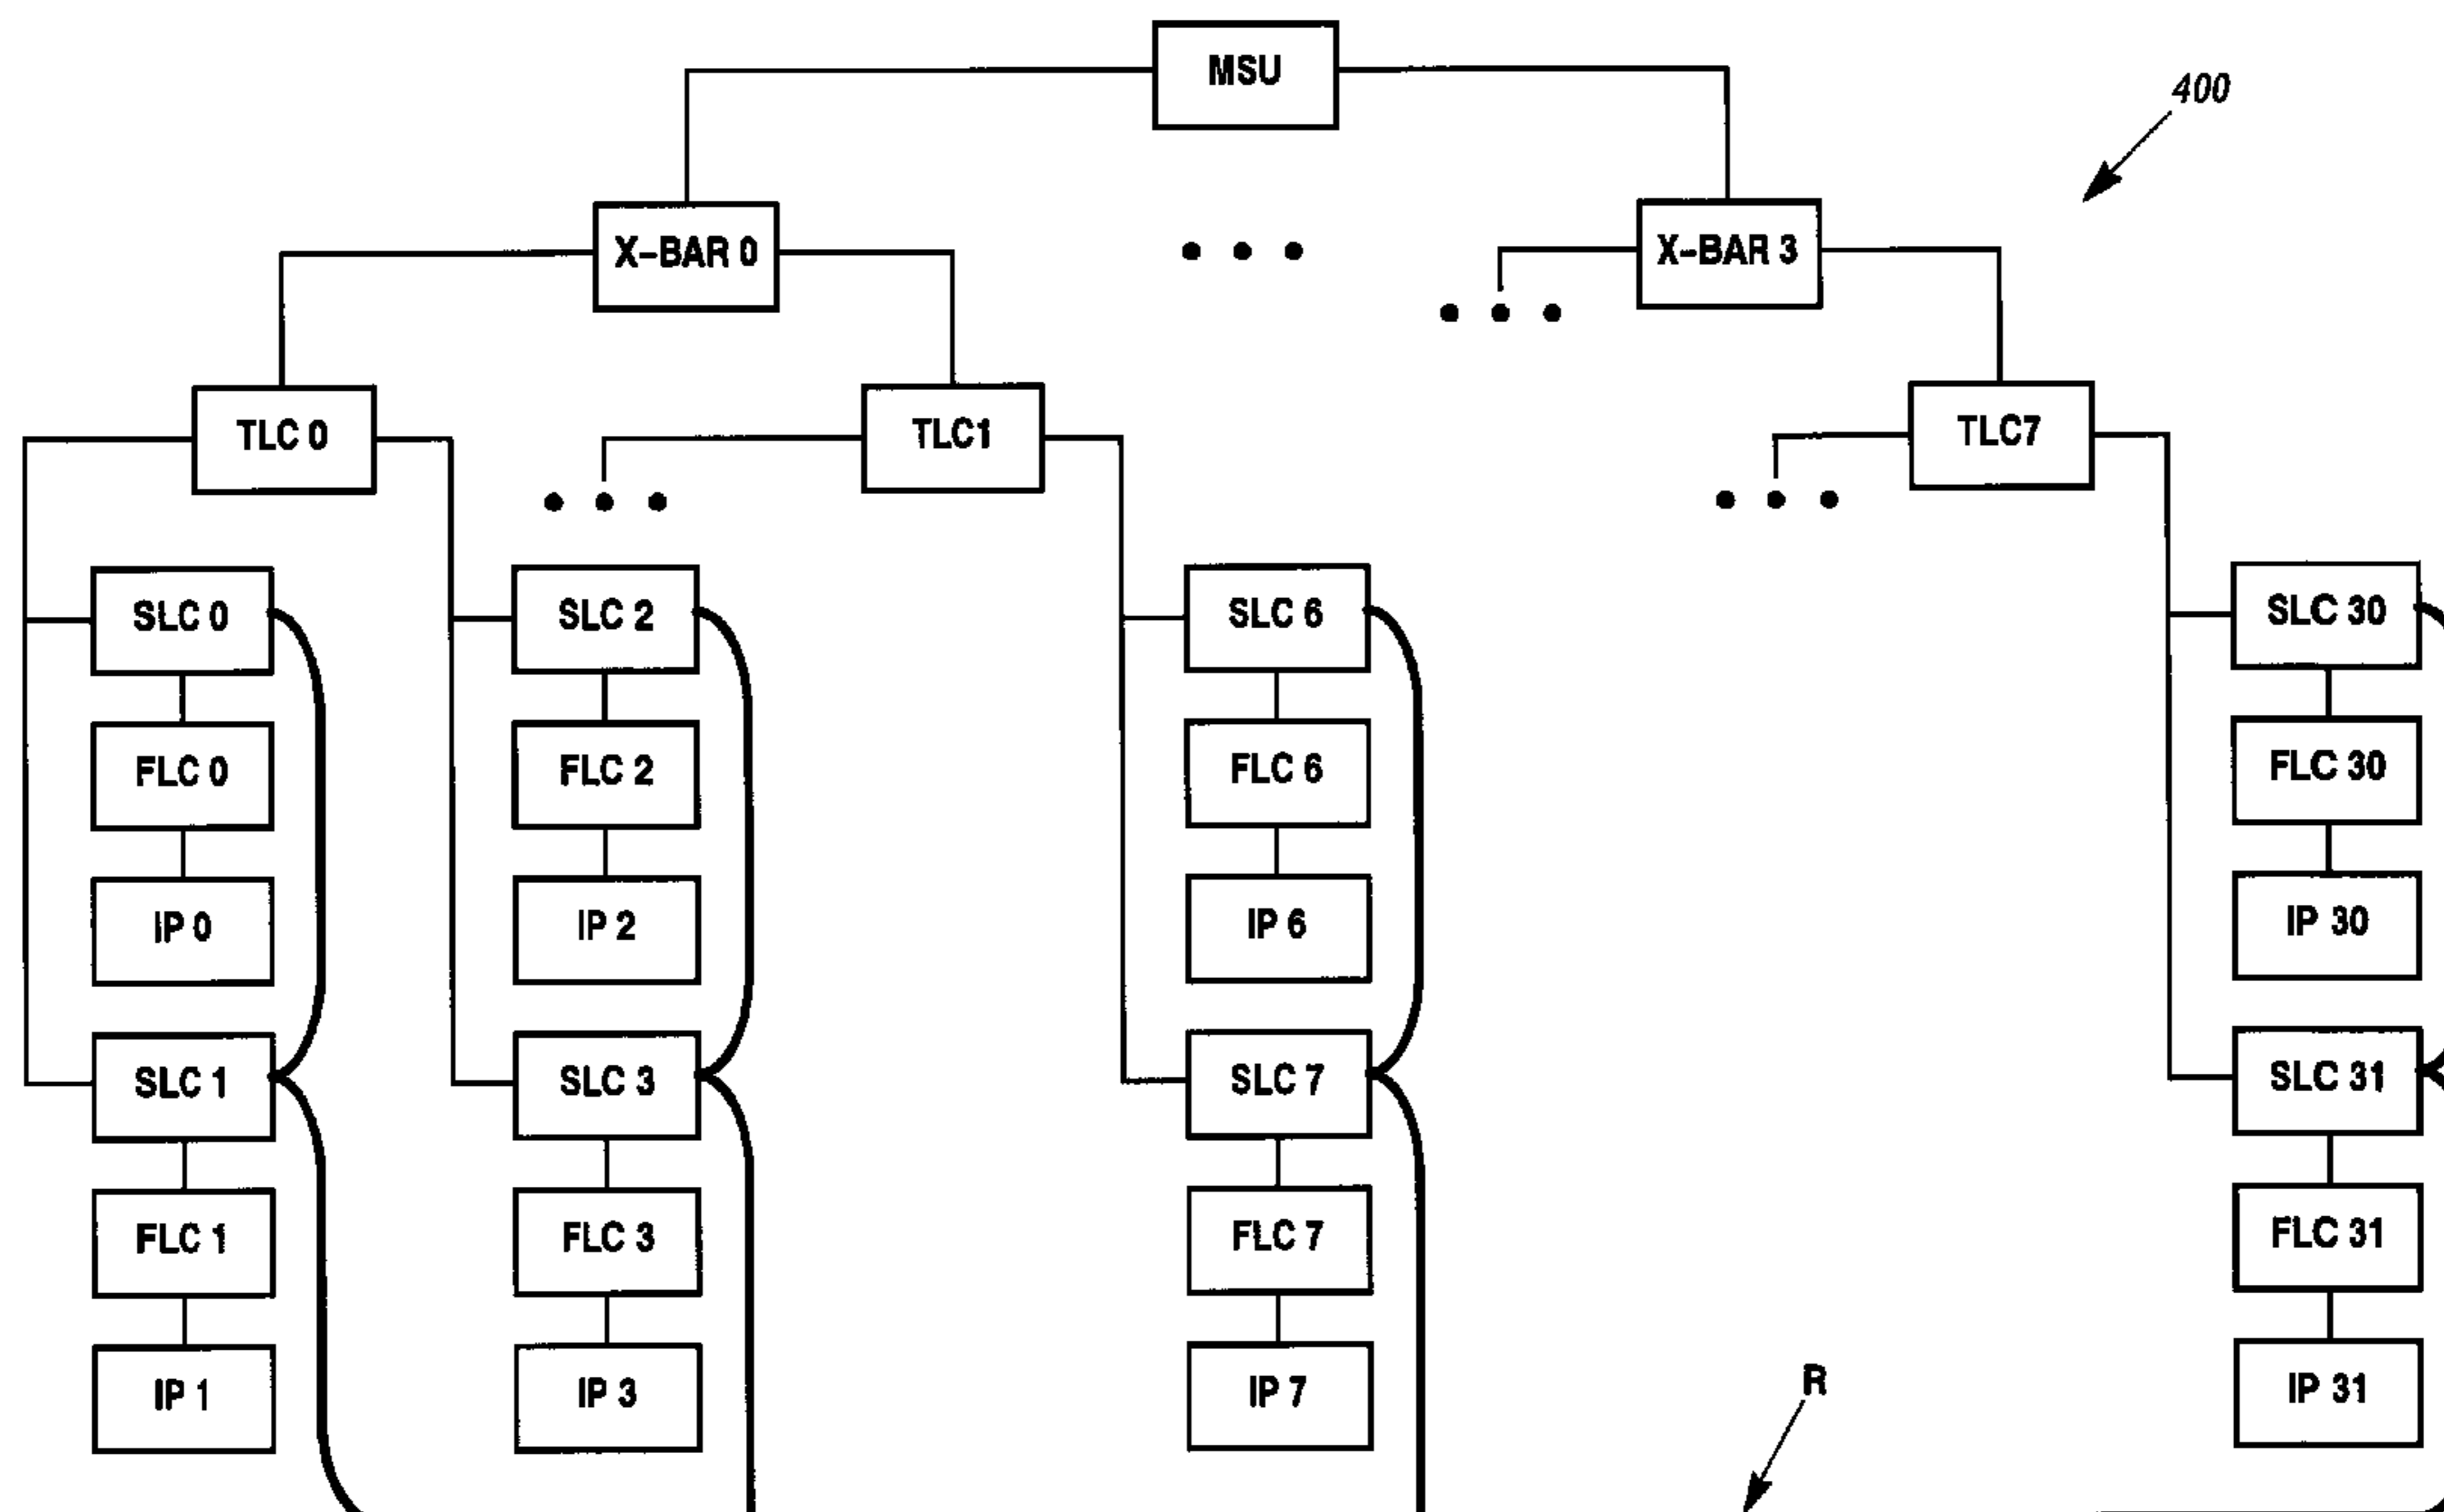 MSU
400
X-BAR 0
X-BAR 3
TLC 0
TLC1
TLC7
SLC 0
SLC 2
SLC 6
SLC 30
FLC 0
FLC 2
FLC 6
FLC 30
IP 0
IP 2
IP 6
IP 30
SLC 1
SLC 3
SLC 7
SLC 31
FLC 1
FLC 3
FLC 7
FLC 31
IP 1
IP 3
IP 7
R
IP 31